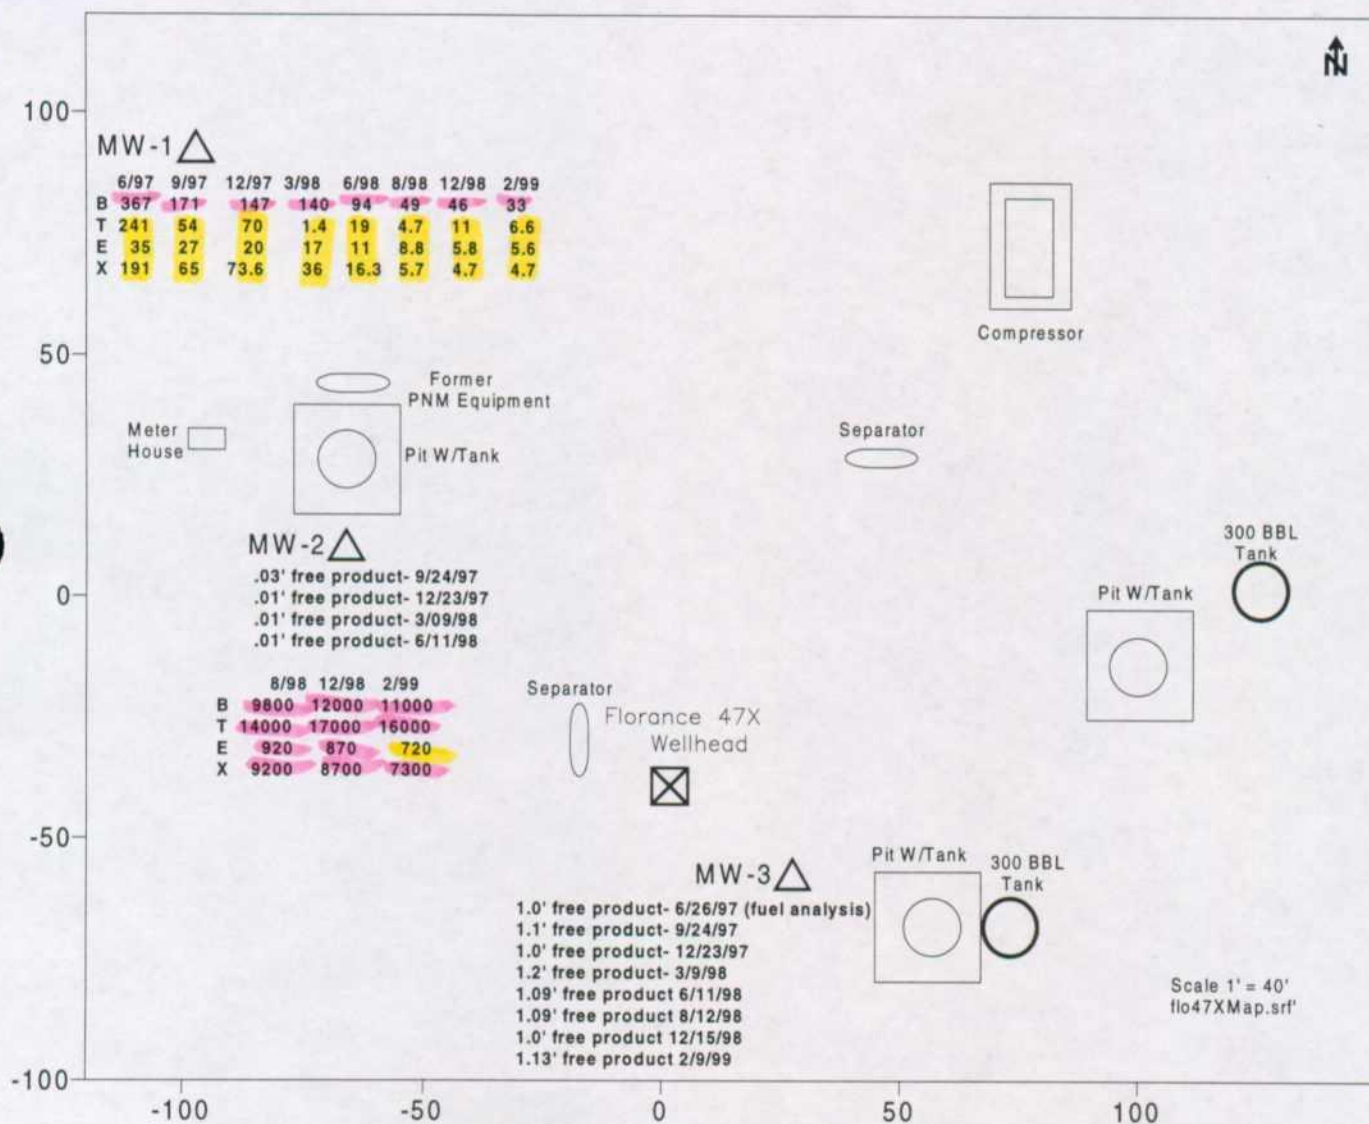 N
100
MW-1
6/97 9/97 12/97 3/98 6/98 8/98 12/98 2/99
B 367 171 147 140 94 49 46 33
T 241 54 70 1.4 19 4.7 11 6.6
E 35 27 20 17 11 8.8 5.8 5.6
X 191 65 73.6 36 16.3 5.7 4.7 4.7
Compressor
50
Former
PNM Equipment
Meter
House
Pit W/Tank
Separator
MW-2
.03' free product- 9/24/97
.01' free product- 12/23/97
.01' free product- 3/09/98
.01' free product- 6/11/98
300 BBL
Tank
Pit W/Tank
0
8/98 12/98 2/99
B 9800 12000 11000
T 14000 17000 16000
E 920 870 720
X 9200 8700 7300
Separator
Florance 47X
Wellhead
-50
MW-3
Pit W/Tank
300 BBL
Tank
1.0' free product- 6/26/97 (fuel analysis)
1.1' free product- 9/24/97
1.0' free product- 12/23/97
1.2' free product- 3/9/98
1.09' free product 6/11/98
1.09' free product 8/12/98
1.0' free product 12/15/98
1.13' free product 2/9/99
Scale 1' = 40'
flo47XMap.srf'
-100
-100 -50 0 50 100